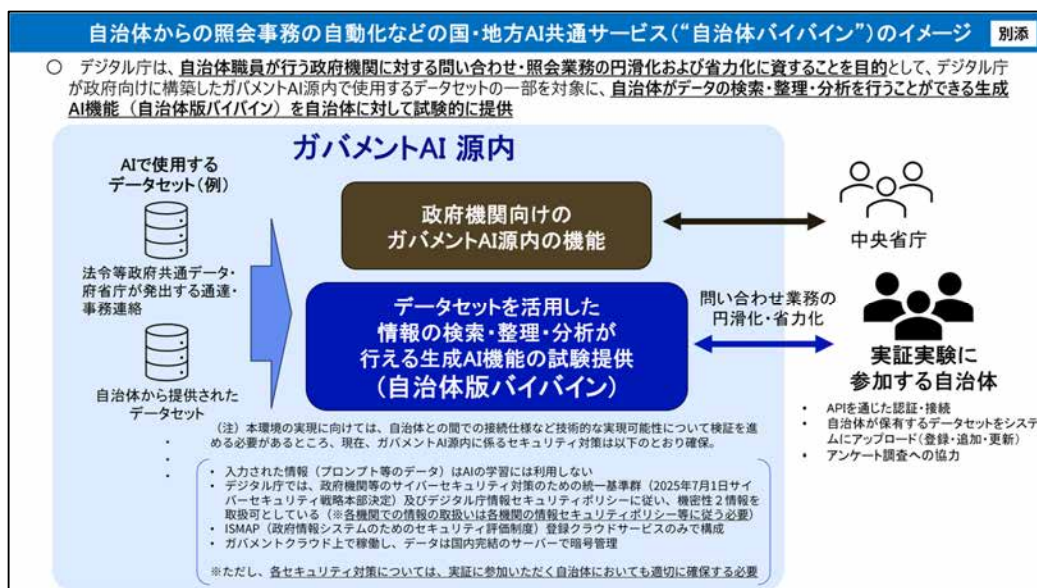 自治体からの照会事務の自動化などの国・地方AI共通サービス(“自治体バイバイン”)のイメージ
別添
○ デジタル庁は、自治体職員が行う政府機関に対する問い合わせ・照会業務の円滑化および省力化に資することを目的として、デジタル庁
が政府向けに構築したガバメントAI源内で使用するデータセットの一部を対象に、自治体がデータの検索・整理・分析を行うことができる生成
AI機能（自治体版バイバイン）を自治体に対して試験的に提供
ガバメントAI 源内
AIで使用する
データセット(例)
法令等政府共通データ・
府省庁が発出する通達・
事務連絡
自治体から提供された
データセット
・
・
・
政府機関向けの
ガバメントAI源内の機能
データセットを活用した
情報の検索・整理・分析が
行える生成AI機能の試験提供
(自治体版バイバイン)
中央省庁
問い合わせ業務の
円滑化・省力化
実証実験に
参加する自治体
• APIを通じた認証・接続
• 自治体が保有するデータセットをシステ
ムにアップロード(登録・追加・更新)
• アンケート調査への協力
（注）本環境の実現に向けては、自治体との間での接続仕様など技術的な実現可能性について検証を進
める必要があるところ、現在、ガバメントAI源内に係るセキュリティ対策は以下のとおり確保。
• 入力された情報（プロンプト等のデータ）はAIの学習には利用しない
• デジタル庁では、政府機関等のサイバーセキュリティ対策のための統一基準群（2025年7月1日サイ
バーセキュリティ戦略本部決定）及びデジタル庁情報セキュリティポリシーに従い、機密性２情報を
取扱可としている（※各機関での情報の取扱いは各機関の情報セキュリティポリシー等に従う必要）
• ISMAP（政府情報システムのためのセキュリティ評価制度）登録クラウドサービスのみで構成
• ガバメントクラウド上で稼働し、データは国内完結のサーバーで暗号管理
※ただし、各セキュリティ対策については、実証に参加いただく自治体においても適切に確保する必要